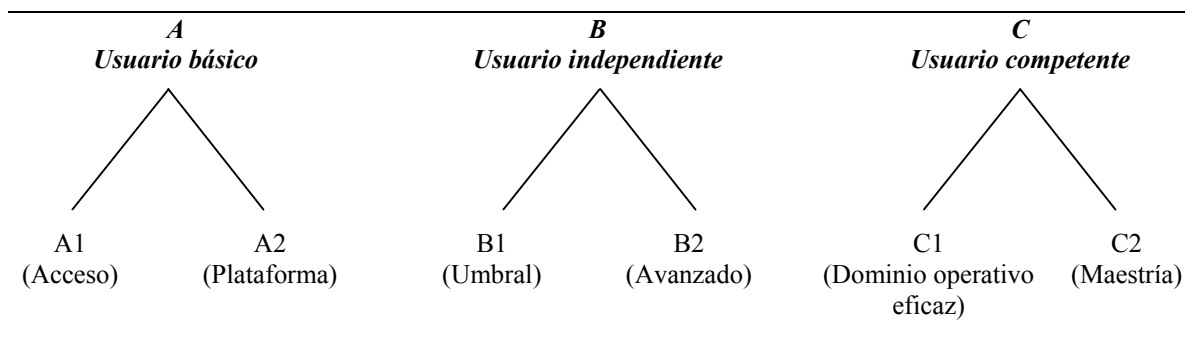 A B C
Usuario básico Usuario independiente Usuario competente
A1 A2 B1 B2 C1 C2
(Acceso) (Plataforma) (Umbral) (Avanzado) (Dominio operativo (Maestría)
eficaz)